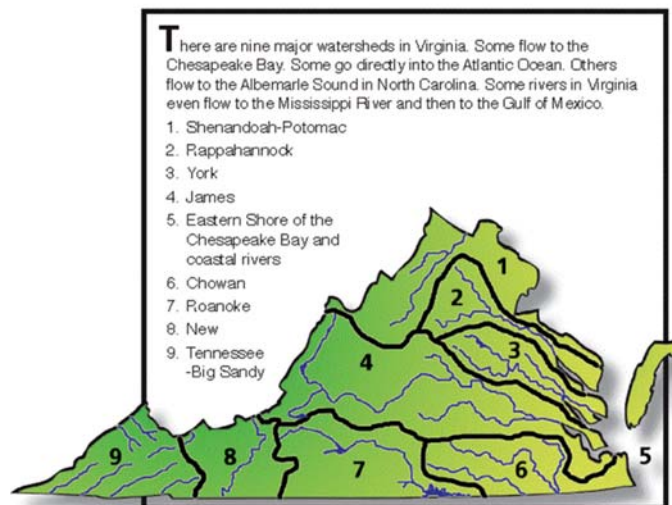 There are nine major watersheds in Virginia. Some flow to the
Chesapeake Bay. Some go directly into the Atlantic Ocean. Others
flow to the Albemarle Sound in North Carolina. Some rivers in Virginia
even flow to the Mississippi River and then to the Gulf of Mexico.
1. Shenandoah-Potomac
2. Rappahannock
3. York
4. James
5. Eastern Shore of the
Chesapeake Bay and
coastal rivers
6. Chowan
7. Roanoke
8. New
9. Tennessee
-Big Sandy
1
2
3
4
5
6
7
8
9